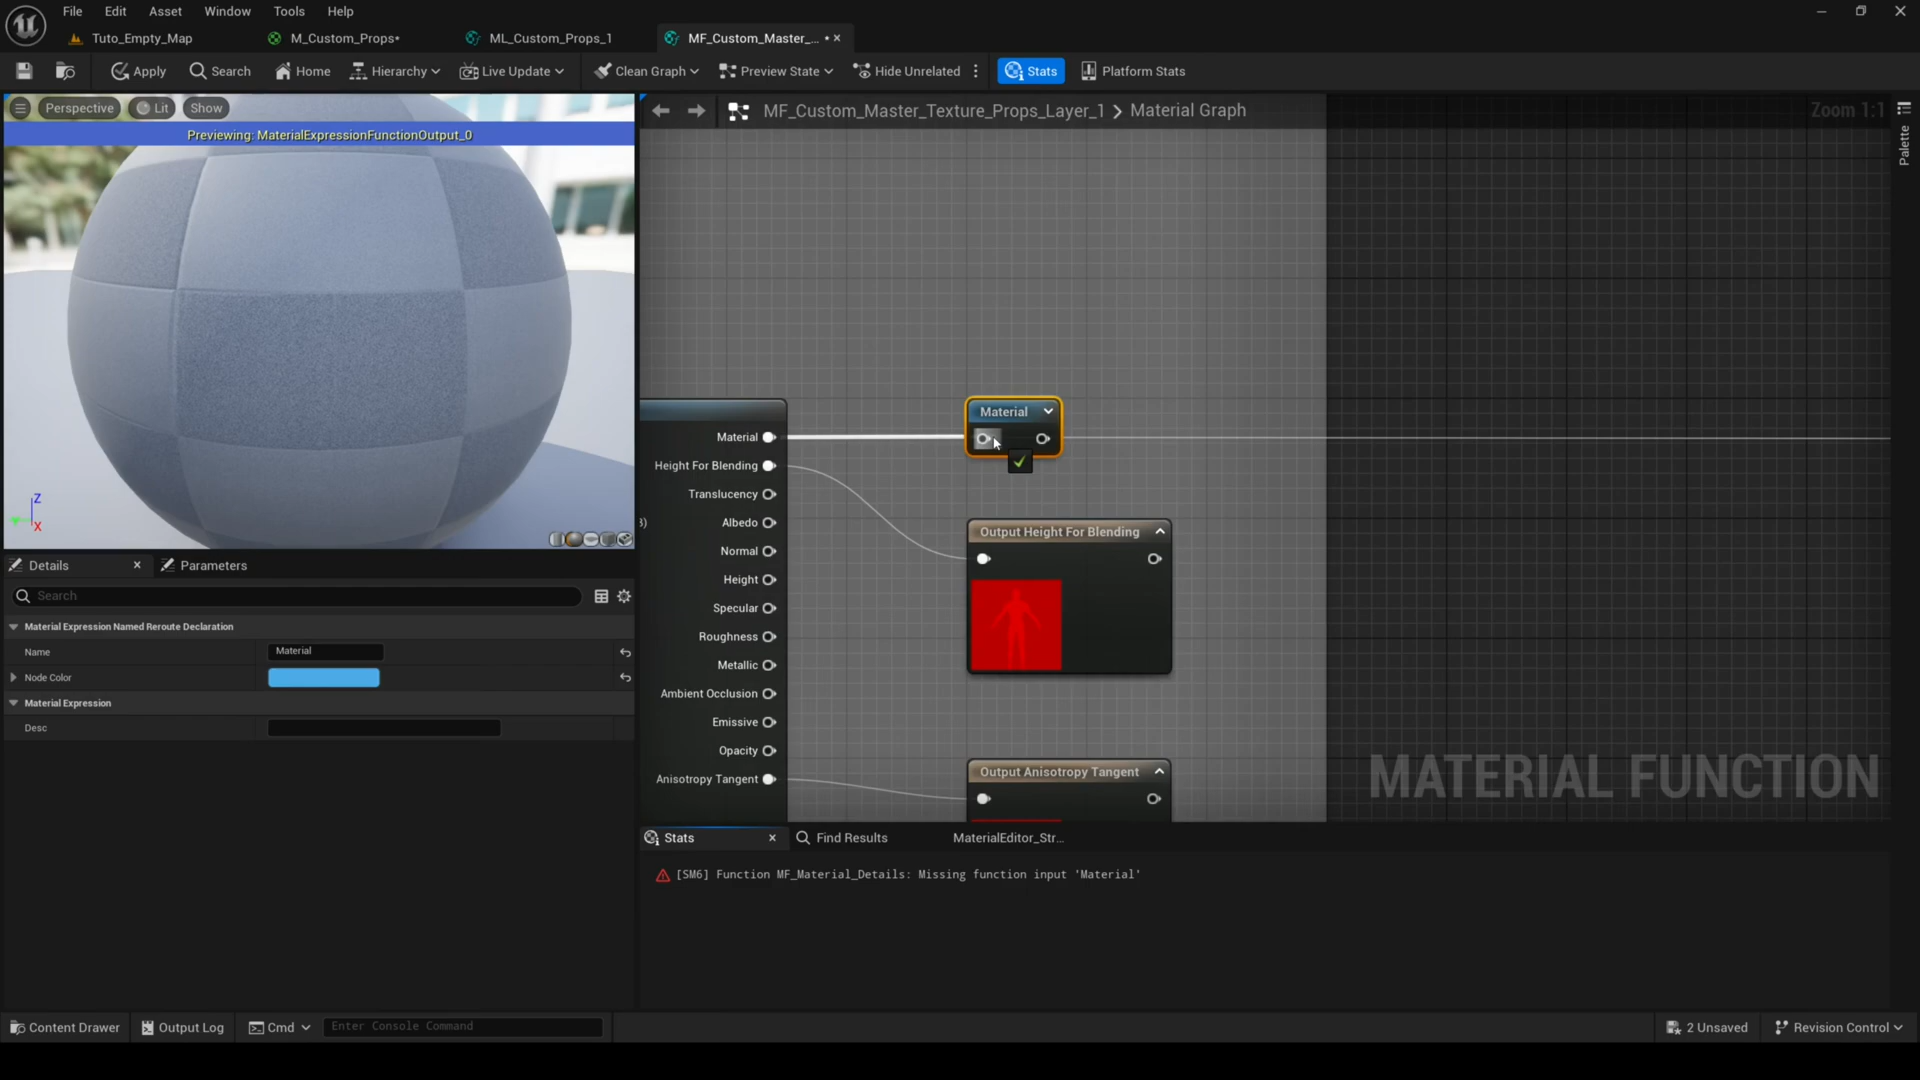 File Edit Asset Window Tools Help
Tuto_Empty_Map M_Custom_Props* ML_Custom_Props_1 MF_Custom_Master_...
Apply Search Home Hierarchy Live Update Clean Graph Preview State Hide Unrelated Stats Platform Stats
Perspective Lit Show
MF_Custom_Master_Texture_Props_Layer_1 > Material Graph
Zoom 1:1
Palette
Previewing: MaterialExpressionFunctionOutput_0
Z
X
Material
Material
Height For Blending
Translucency
3)
Albedo
Normal
Height
Specular
Roughness
Metallic
Ambient Occlusion
Emissive
Opacity
Anisotropy Tangent
Output Height For Blending
Output Anisotropy Tangent
MATERIAL FUNCTION
Details Parameters
Search
Material Expression Named Reroute Declaration
Name Material
Node Color
Material Expression
Desc
Stats Find Results MaterialEditor_Str...
[SM6] Function MF_Material_Details: Missing function input 'Material'
Content Drawer Output Log Cmd Enter Console Command 2 Unsaved Revision Control